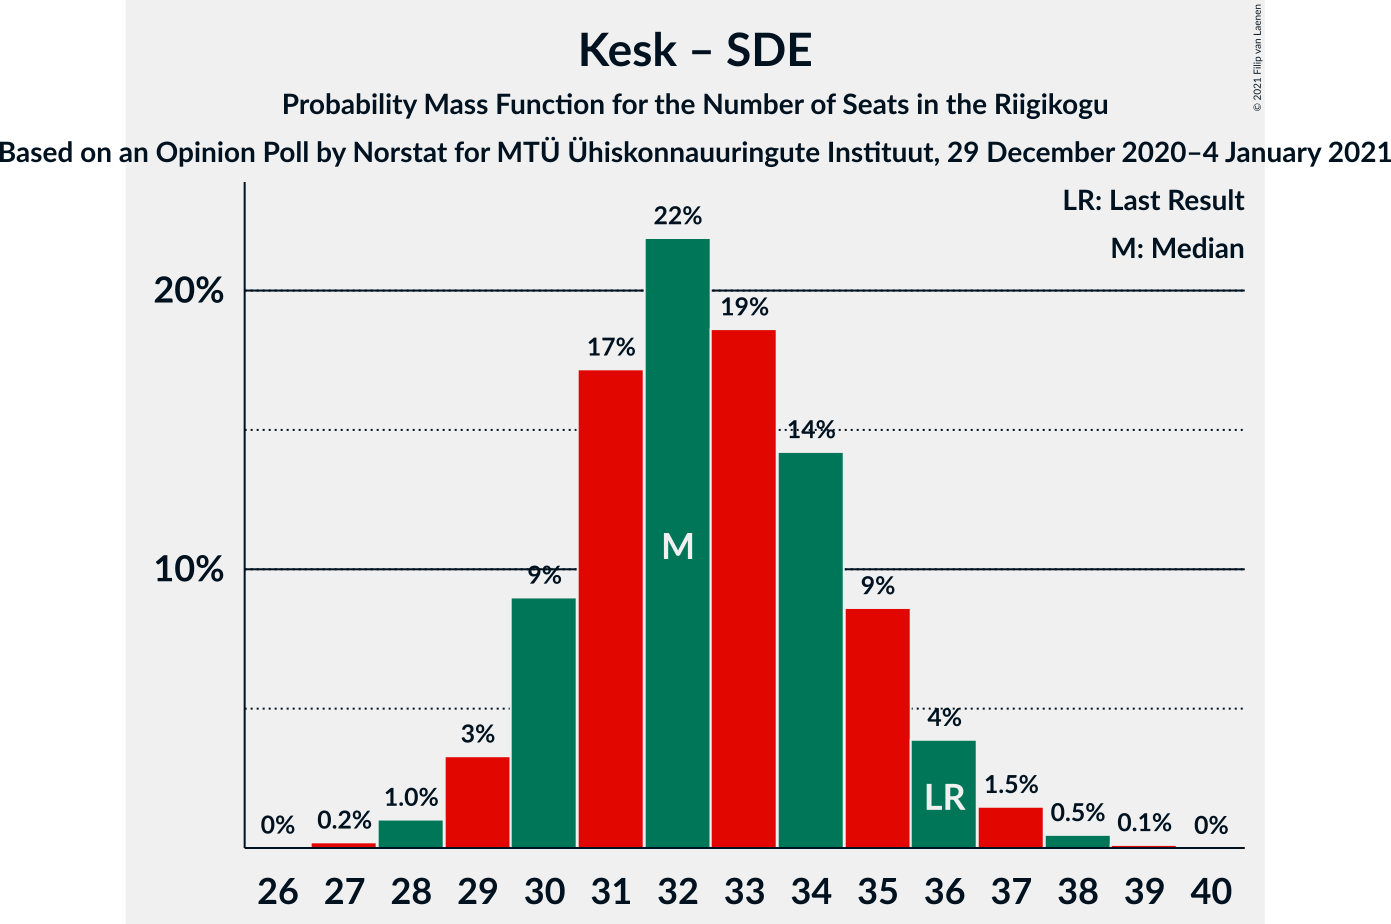 Kesk – SDE
Probability Mass Function for the Number of Seats in the Riigikogu
Based on an Opinion Poll by Norstat for MTÜ Ühiskonnauuringute Instituut, 29 December 2020–4 January 2021
© 2021 Filip van Laenen
LR: Last Result
M: Median
20%
10%
0%
0.2%
1.0%
3%
9%
17%
22%
19%
14%
9%
4%
1.5%
0.5%
0.1%
0%
M
LR
26 27 28 29 30 31 32 33 34 35 36 37 38 39 40